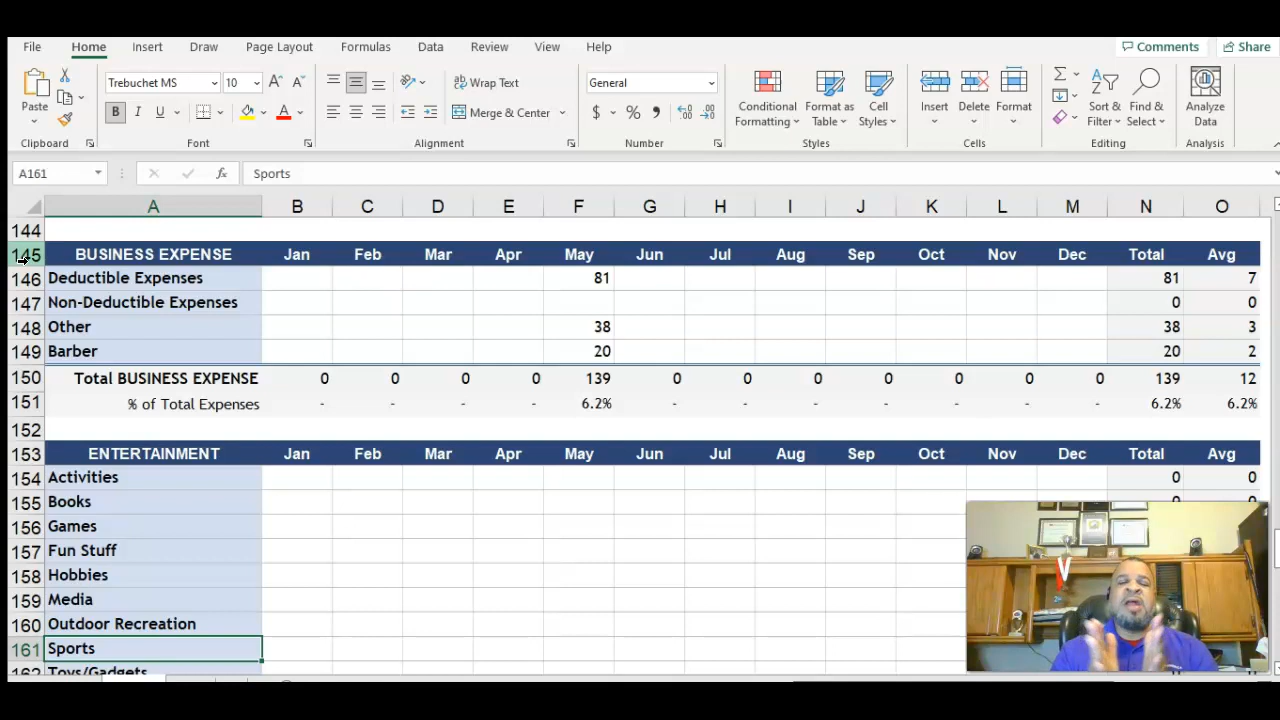 File Home Insert Draw Page Layout Formulas Data Review View Help Comments Share
Paste Trebuchet MS 10 Wrap Text General Conditional Formatting Format as Table Cell Styles Insert Delete Format Sort & Filter Find & Select Analyze Data
B I U A Merge & Center $ %
Clipboard Font Alignment Number Styles Cells Editing Analysis
A161 fx Sports
A B C D E F G H I J K L M N O
144
145 BUSINESS EXPENSE Jan Feb Mar Apr May Jun Jul Aug Sep Oct Nov Dec Total Avg
146 Deductible Expenses 81 81 7
147 Non-Deductible Expenses 0 0
148 Other 38 38 3
149 Barber 20 20 2
150 Total BUSINESS EXPENSE 0 0 0 0 139 0 0 0 0 0 0 0 139 12
151 % of Total Expenses - - - - 6.2% - - - - - - - 6.2% 6.2%
152
153 ENTERTAINMENT Jan Feb Mar Apr May Jun Jul Aug Sep Oct Nov Dec Total Avg
154 Activities 0 0
155 Books
156 Games
157 Fun Stuff
158 Hobbies
159 Media
160 Outdoor Recreation
161 Sports
162 Toys/Gadgets